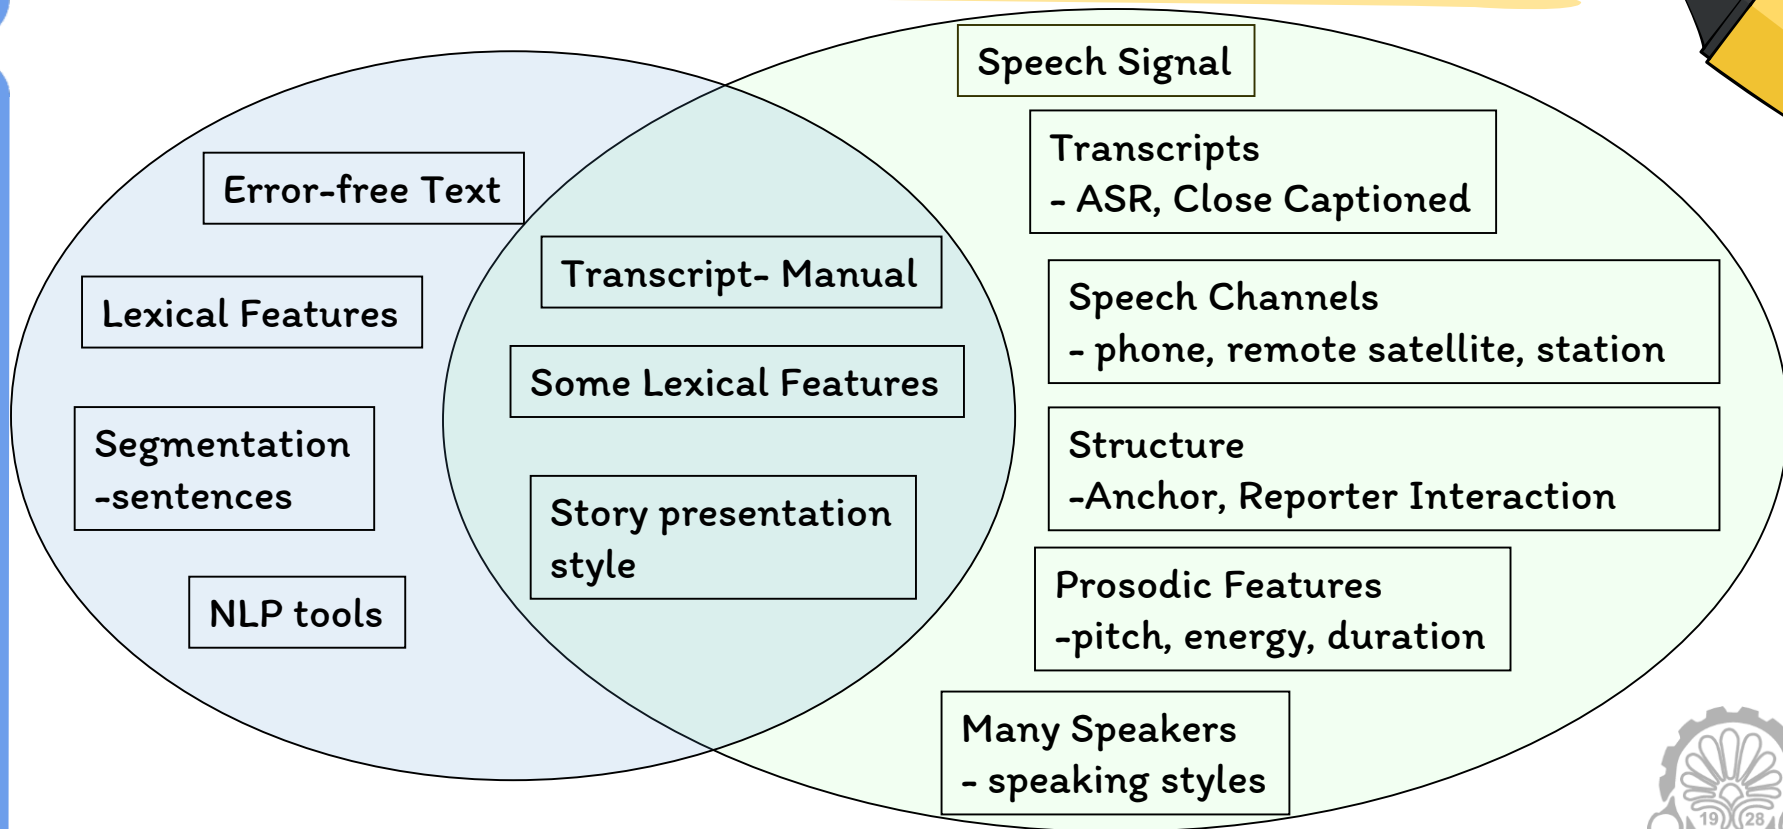 Error-free Text
Lexical Features
Segmentation
-sentences
NLP tools
Transcript- Manual
Some Lexical Features
Story presentation
style
Speech Signal
Transcripts
- ASR, Close Captioned
Speech Channels
- phone, remote satellite, station
Structure
-Anchor, Reporter Interaction
Prosodic Features
-pitch, energy, duration
Many Speakers
- speaking styles
19 28